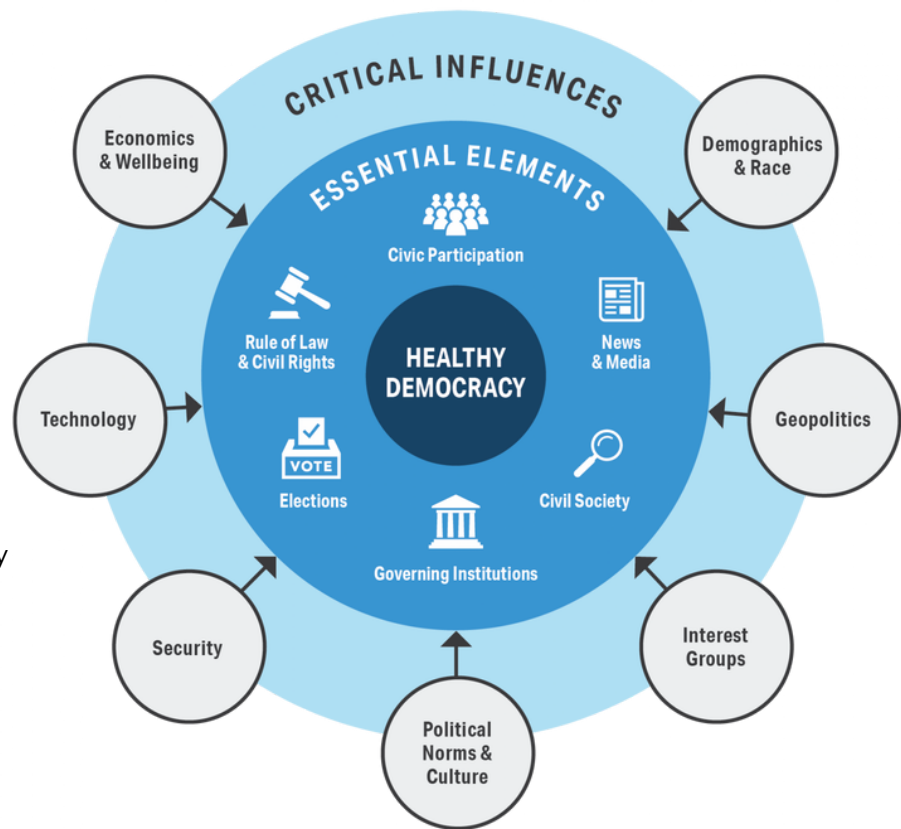 CRITICAL INFLUENCES
Economics
& Wellbeing
Demographics
& Race
ESSENTIAL ELEMENTS
Civic Participation
Rule of Law
& Civil Rights
News
& Media
HEALTHY
DEMOCRACY
Technology
Geopolitics
VOTE
Elections
Civil Society
y
Governing Institutions
Security
Interest
Groups
Political
Norms &
Culture